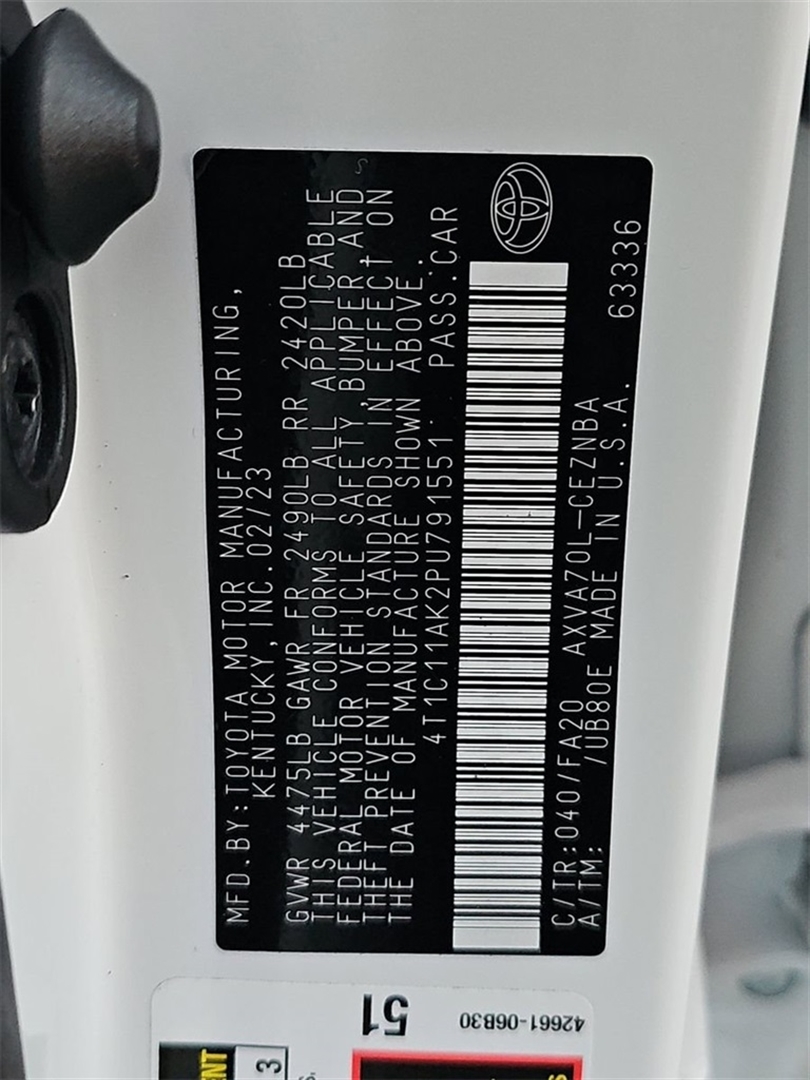 MFD.BY:TOYOTA MOTOR MANUFACTURING,
KENTUCKY,INC.02/23
GVWR 4475LB GAWR FR 2490LB RR 2420LB
THIS VEHICLE CONFORMS TO ALL APPLICABLE
FEDERAL MOTOR VEHICLE SAFETY,BUMPER,AND
THEFT PREVENTION STANDARDS IN EFFECT ON
THE DATE OF MANUFACTURE SHOWN ABOVE.
4T1C11AK2PU791551 PASS.CAR
C/TR:040/FA20 AXVA70L-CEZNBA
A/TM: /UB80E MADE IN U.S.A. 63336
51
42661-06B30
3